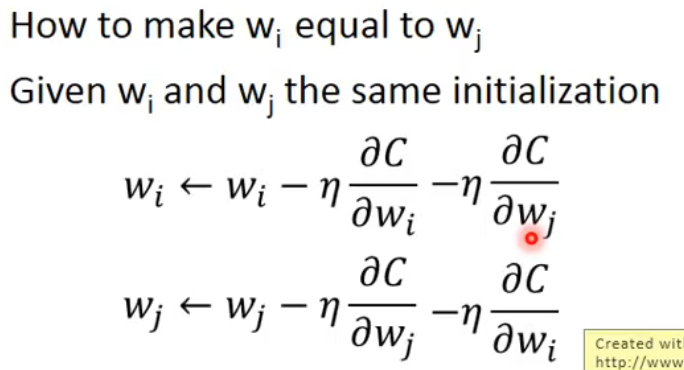 How to make wᵢ equal to wⱼ
Given wᵢ and wⱼ the same initialization
wᵢ ← wᵢ − η ∂C/∂wᵢ −η ∂C/∂wⱼ
wⱼ ← wⱼ − η ∂C/∂wⱼ −η ∂C/∂wᵢ
Created
http://www